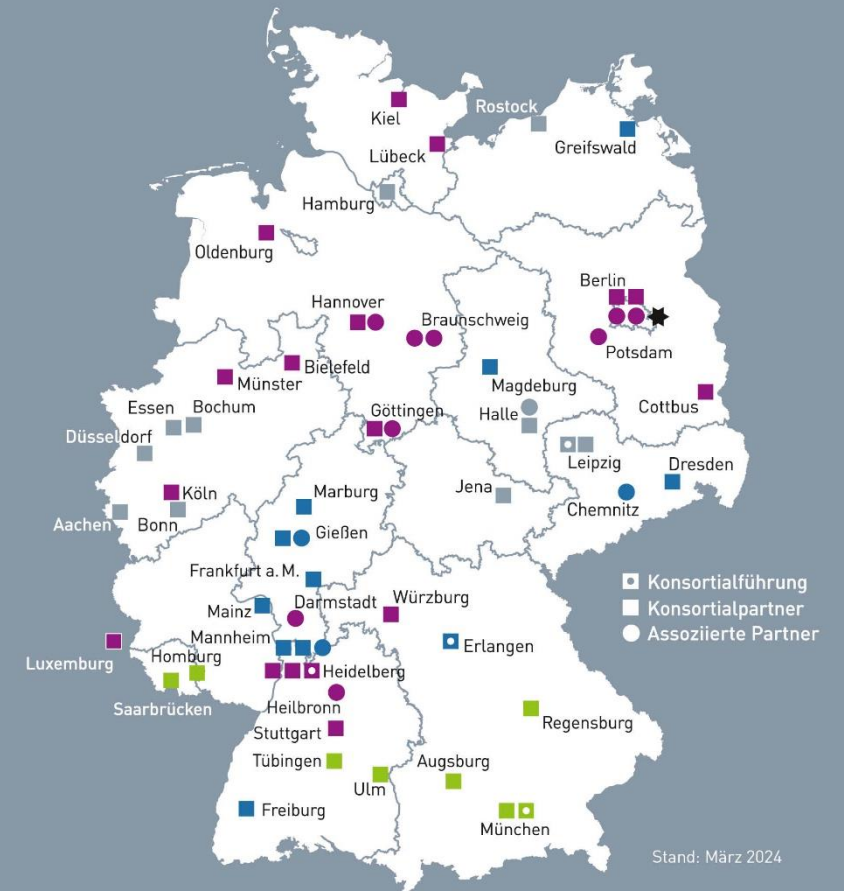 Kiel
Rostock
Greifswald
Lübeck
Hamburg
Oldenburg
Berlin
Hannover
Braunschweig
Potsdam
Bielefeld
Münster
Magdeburg
Cottbus
Essen
Bochum
Göttingen
Halle
Düsseldorf
Leipzig
Dresden
Köln
Marburg
Jena
Chemnitz
Aachen
Bonn
Gießen
Frankfurt a. M.
Konsortialführung
Mainz
Darmstadt
Würzburg
Konsortialpartner
Mannheim
Assoziierte Partner
Erlangen
Luxemburg
Homburg
Heidelberg
Saarbrücken
Heilbronn
Regensburg
Stuttgart
Tübingen
Augsburg
Ulm
Freiburg
München
Stand: März 2024